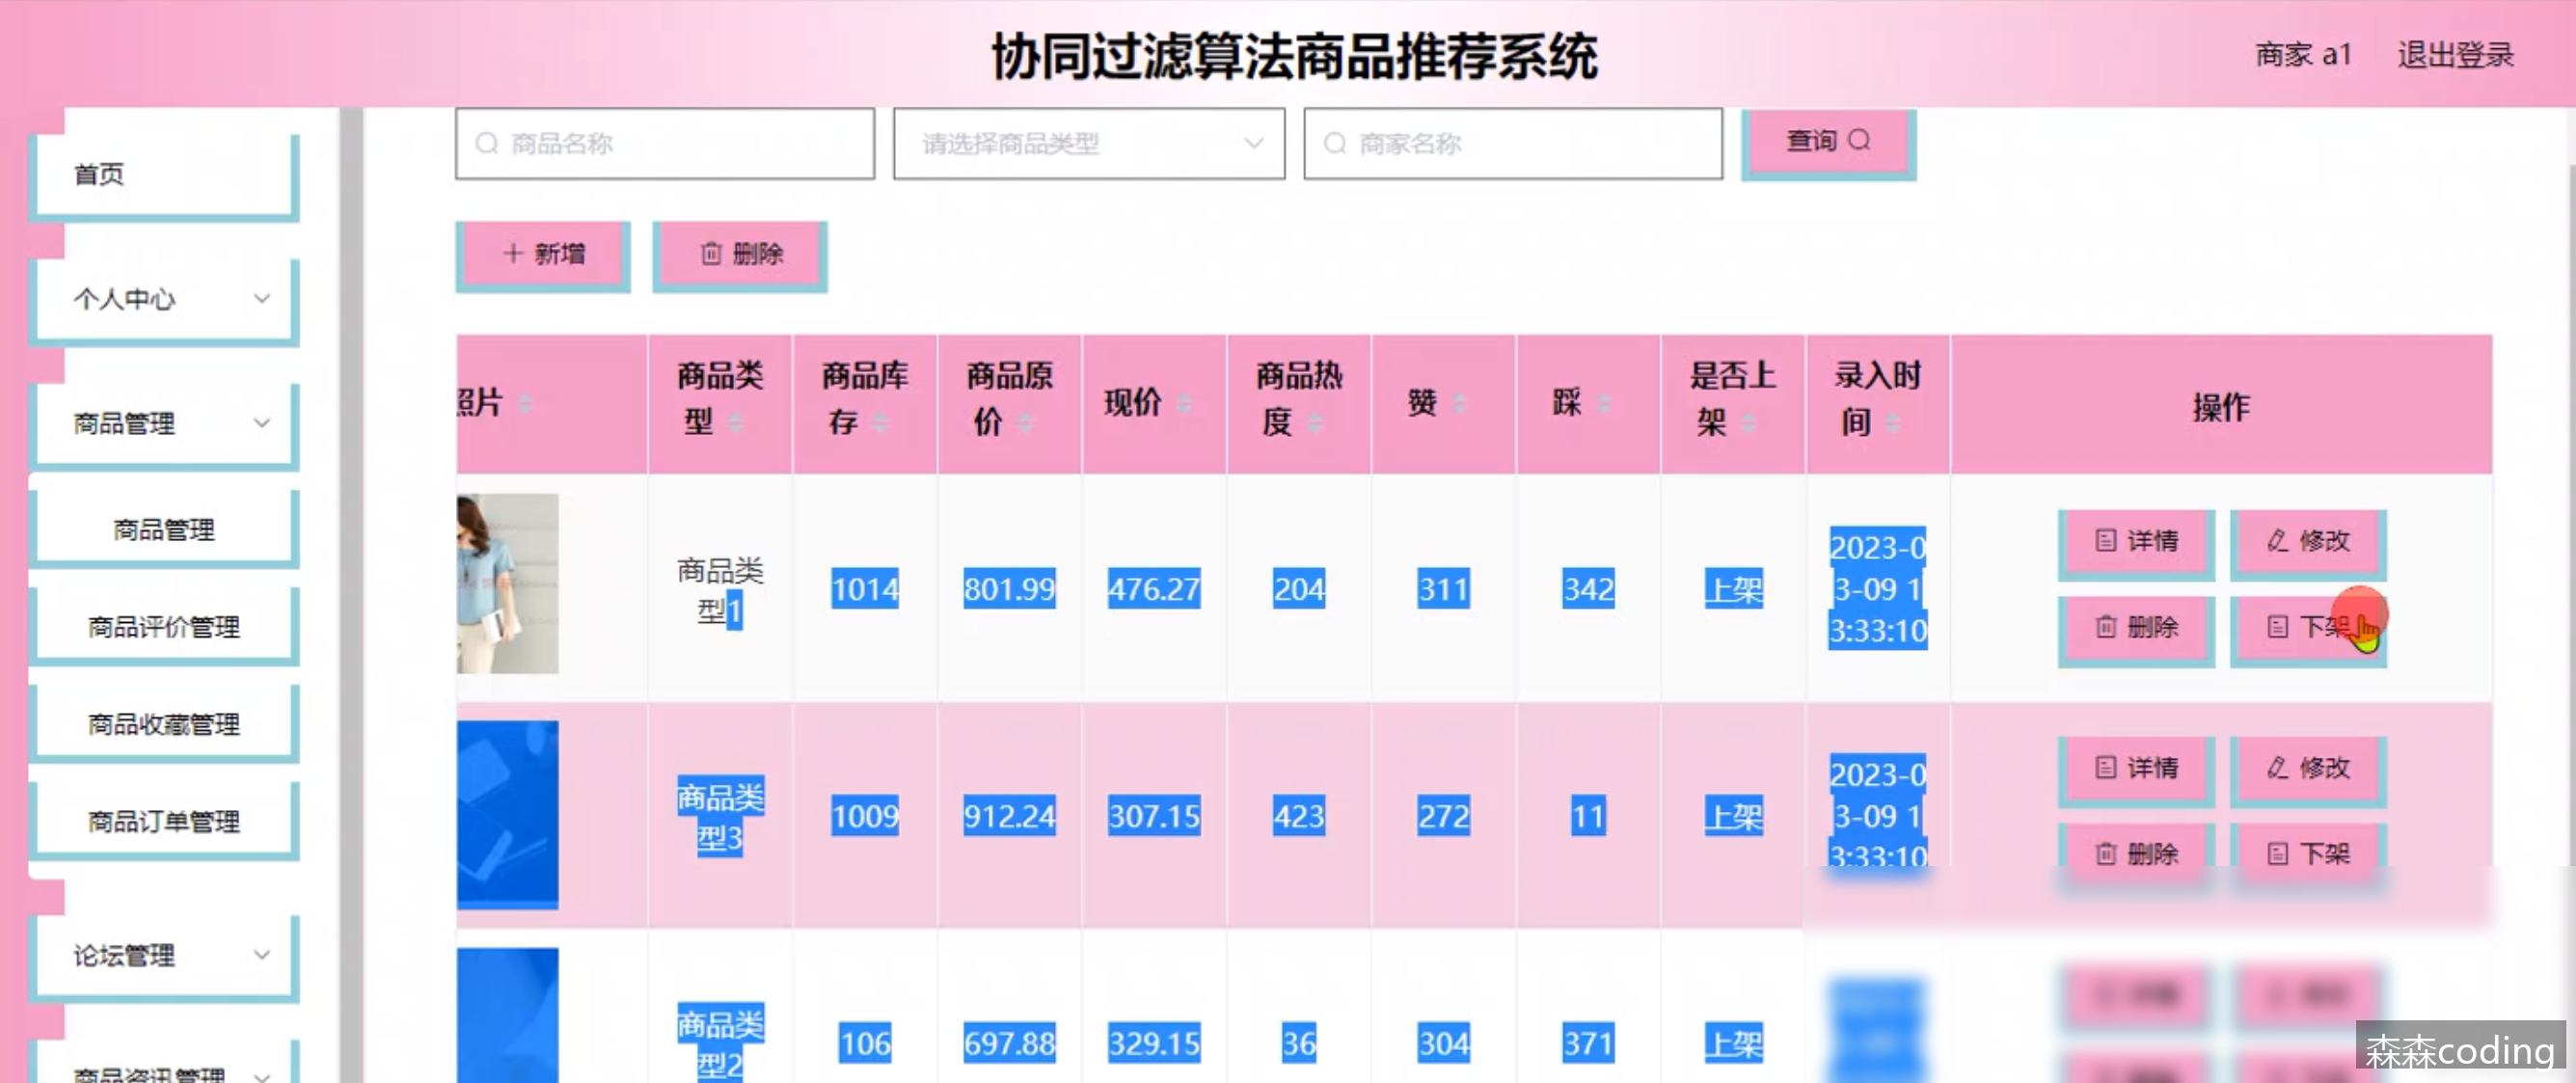 协同过滤算法商品推荐系统
商家 a1
退出登录
商品名称
请选择商品类型
商家名称
查询
新增
删除
首页
个人中心
商品管理
商品管理
商品评价管理
商品收藏管理
商品订单管理
论坛管理
商品资讯管理
照片
商品类
型
商品库
存
商品原
价
现价
商品热
度
赞
踩
是否上
架
录入时
间
操作
商品类
型1
1014
801.99
476.27
204
311
342
上架
2023-0
3-09 1
3:33:10
详情
修改
删除
下架
商品类
型3
1009
912.24
307.15
423
272
11
上架
2023-0
3-09 1
3:33:10
详情
修改
删除
下架
商品类
型2
106
697.88
329.15
36
304
371
上架
森森coding